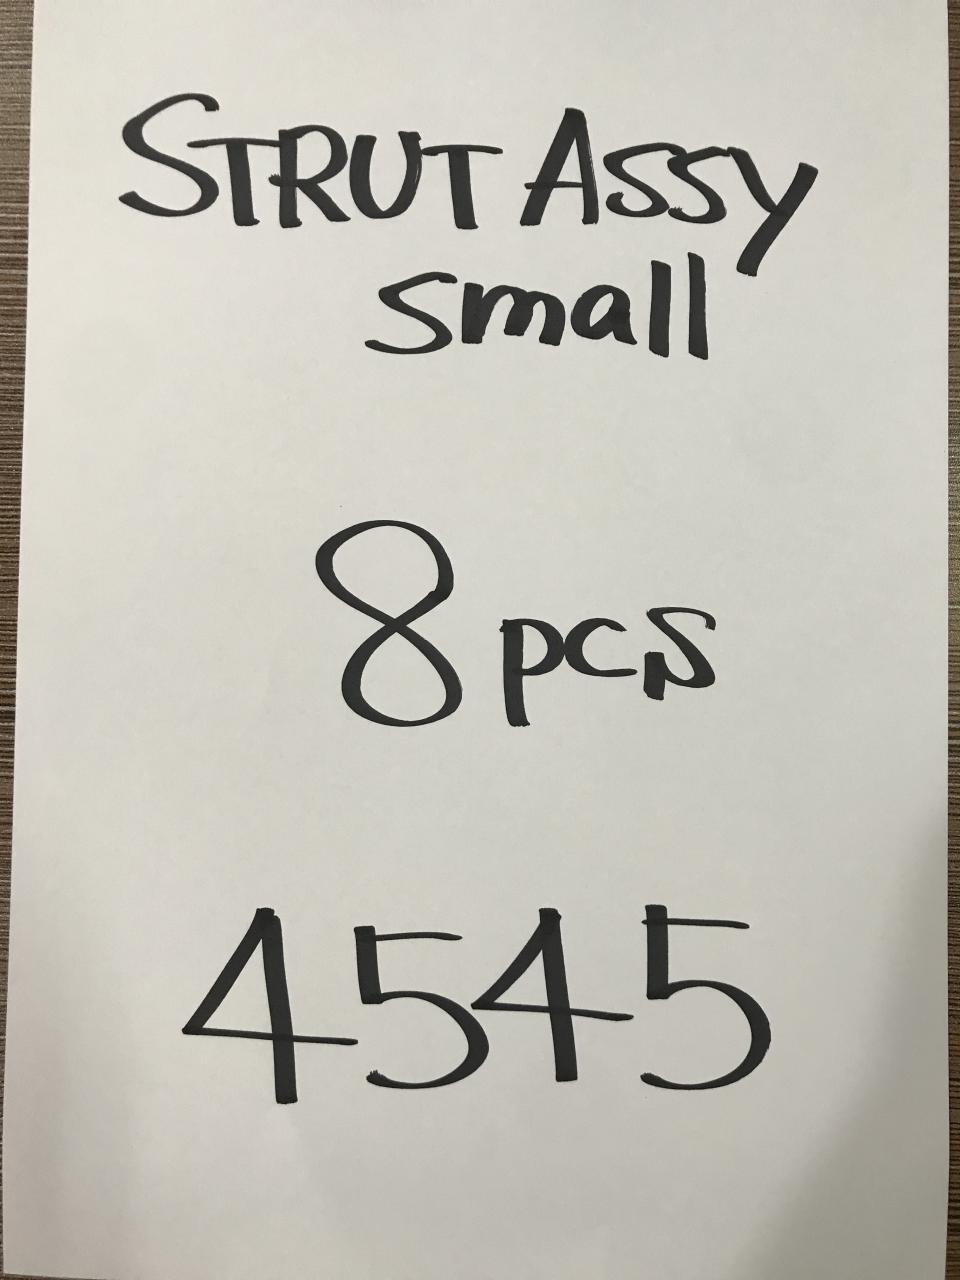 STRUT ASSY
small
8 pcs
4545